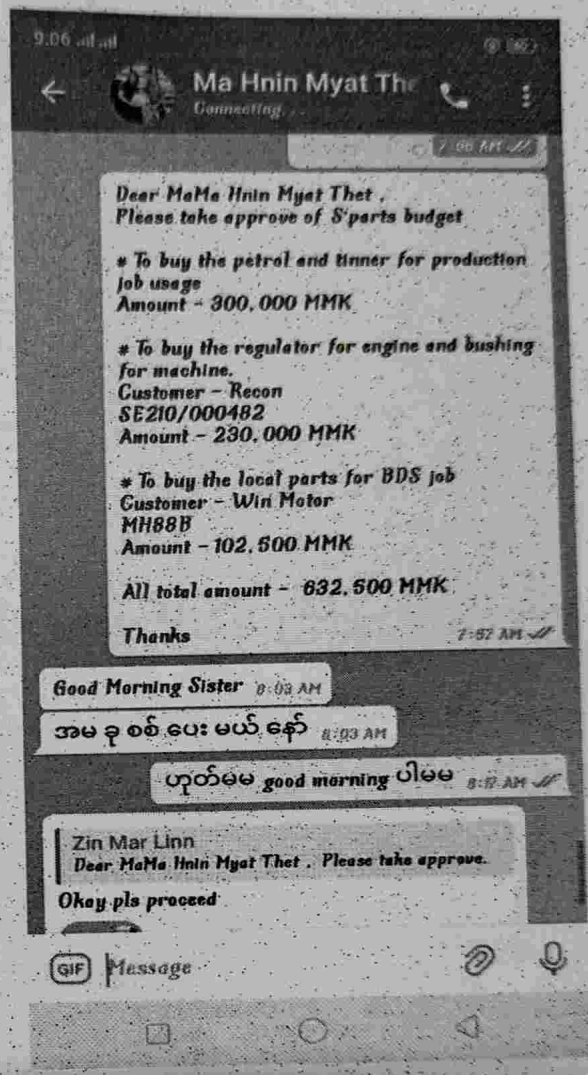 9.06
Ma Hnin Myat The
Connecting...
7:56 AM
Dear MaMa Hnin Myat Thet ,
Please take approve of S'parts budget
* To buy the petrol and tinner for production
job usage
Amount - 300,000 MMK
* To buy the regulator for engine and bushing
for machine.
Customer - Recon
SE210/000482
Amount - 230,000 MMK
* To buy the local parts for BDS job
Customer - Win Motor
MH88B
Amount - 102,500 MMK
All total amount - 632,500 MMK
Thanks
7:57 AM
Good Morning Sister 8:03 AM
အမ ခု စစ် ပေး မယ် နော် 8:03 AM
ဟုတ်မမ good morning ပါမမ 8:17 AM
Zin Mar Linn
Dear MaMa Hnin Myat Thet , Please take approve.
Okay pls proceed
GIF Message